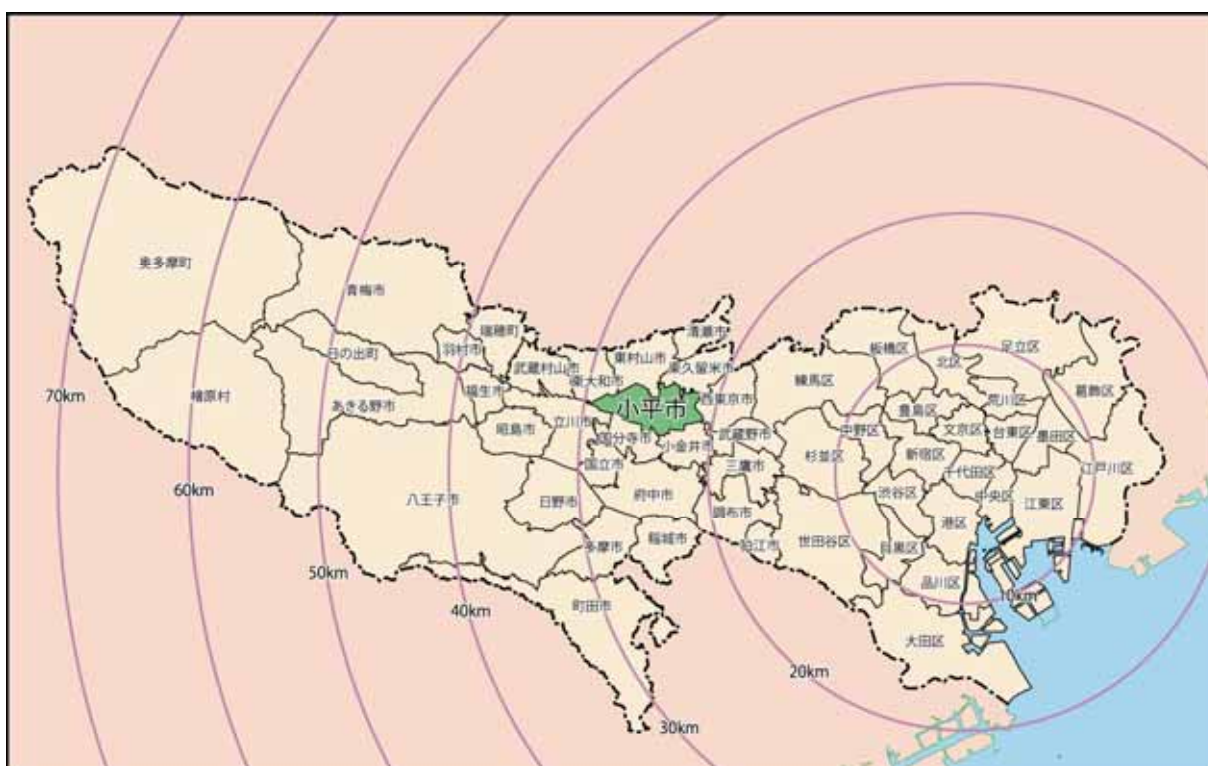 奥多摩町
青梅市
瑞穂町
清瀬市
足立区
板橋区
北区
羽村市
日の出町
武蔵村山市
東村山市
東久留米市
練馬区
東大和市
葛飾区
70km
檜原村
あきる野市
福生市
小平市
西東京市
豊島区
荒川区
昭島市
立川市
国分寺市
小金井市
武蔵野市
中野区
文京区
台東区
墨田区
杉並区
新宿区
国立市
三鷹市
千代田区
江戸川区
60km
八王子市
日野市
府中市
渋谷区
中央区
江東区
調布市
港区
多摩市
稲城市
狛江市
世田谷区
目黒区
50km
品川区
40km
町田市
10km
大田区
20km
30km